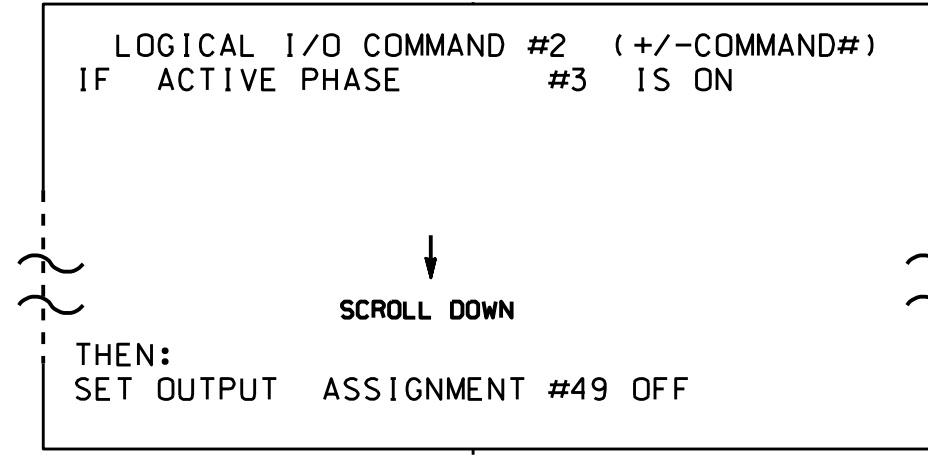 LOGICAL I/O COMMAND #2 (+/-COMMAND#)
IF ACTIVE PHASE #3 IS ON
SCROLL DOWN
THEN:
SET OUTPUT ASSIGNMENT #49 OFF